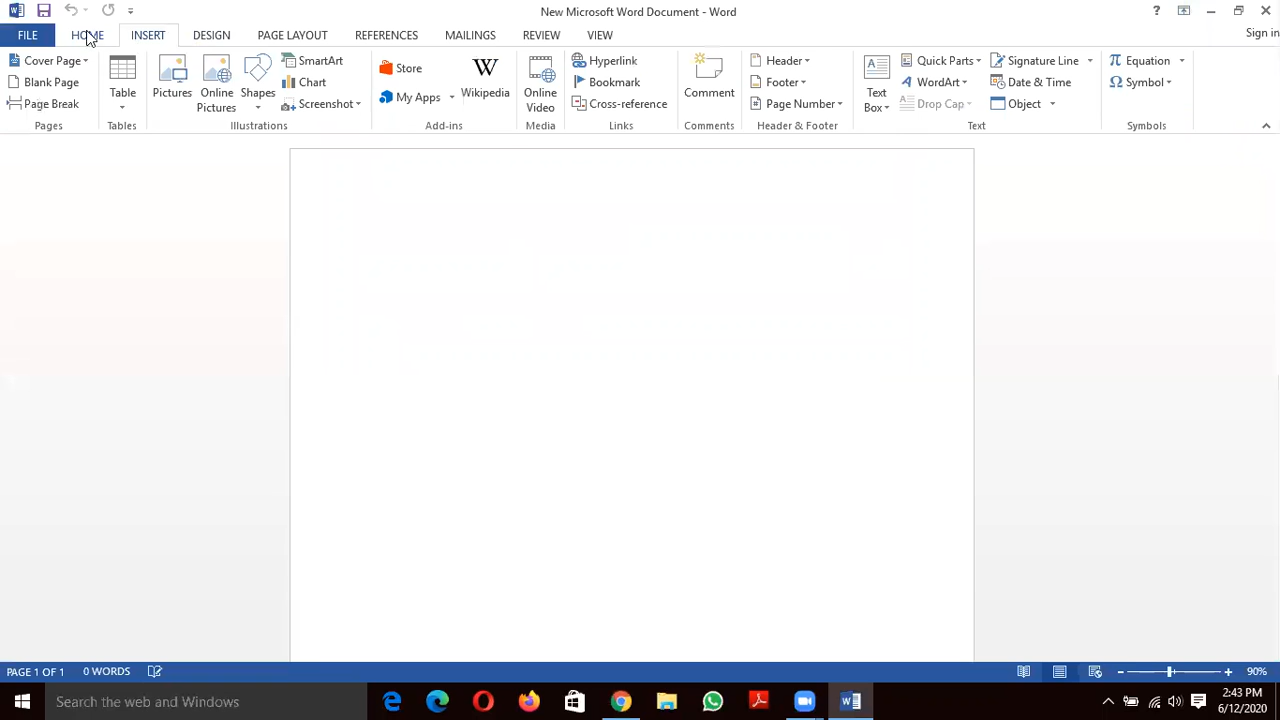 New Microsoft Word Document - Word
?
FILE HOME INSERT DESIGN PAGE LAYOUT REFERENCES MAILINGS REVIEW VIEW Sign in
Cover Page
Blank Page
Page Break
Pages
Table
Tables
Pictures
Online Pictures
Shapes
SmartArt
Chart
Screenshot
Illustrations
Store
My Apps
W
Wikipedia
Add-ins
Online Video
Media
Hyperlink
Bookmark
Cross-reference
Links
Comment
Comments
Header
Footer
Page Number
Header & Footer
Text Box
Quick Parts
WordArt
Drop Cap
Signature Line
Date & Time
Object
Text
π Equation
Ω Symbol
Symbols
PAGE 1 OF 1 0 WORDS 90%
Search the web and Windows
2:43 PM
6/12/2020